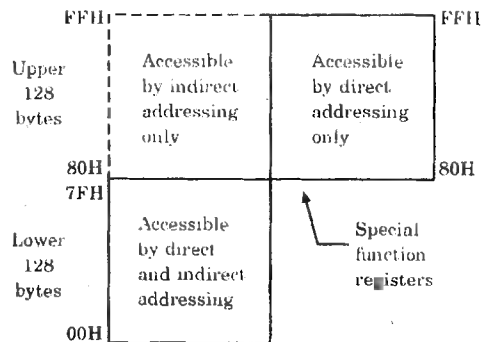 FFH
FFH
Upper
128
bytes
Accessible
by indirect
addressing
only
Accessible
by direct
addressing
only
80H
80H
7FH
Lower
128
bytes
Accessible
by direct
and indirect
addressing
Special
function
registers
00H